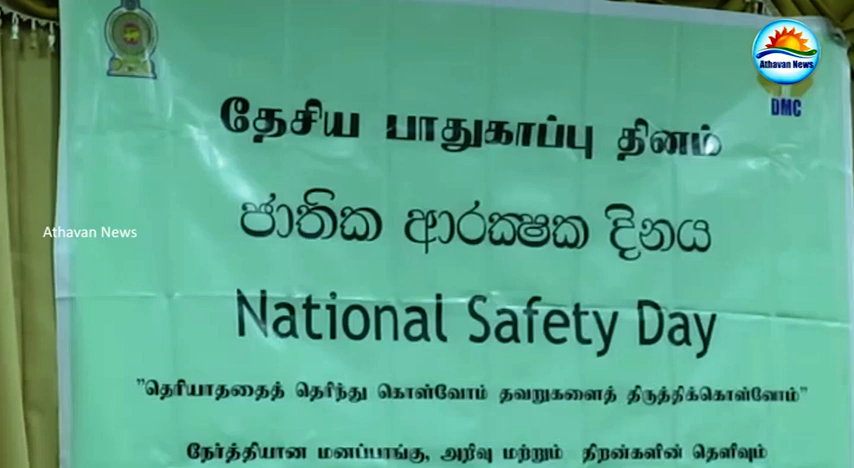 Athavan News
DMC
தேசிய பாதுகாப்பு தினம்
ජාතික ආරක්ෂක දිනය
Athavan News
National Safety Day
"தெரியாததைத் தெரிந்து கொள்வோம் தவறுகளைத் திருத்திக்கொள்வோம்"
நேர்த்தியான மனப்பாங்கு, அறிவு மற்றும் திறன்களின் தெளிவும்